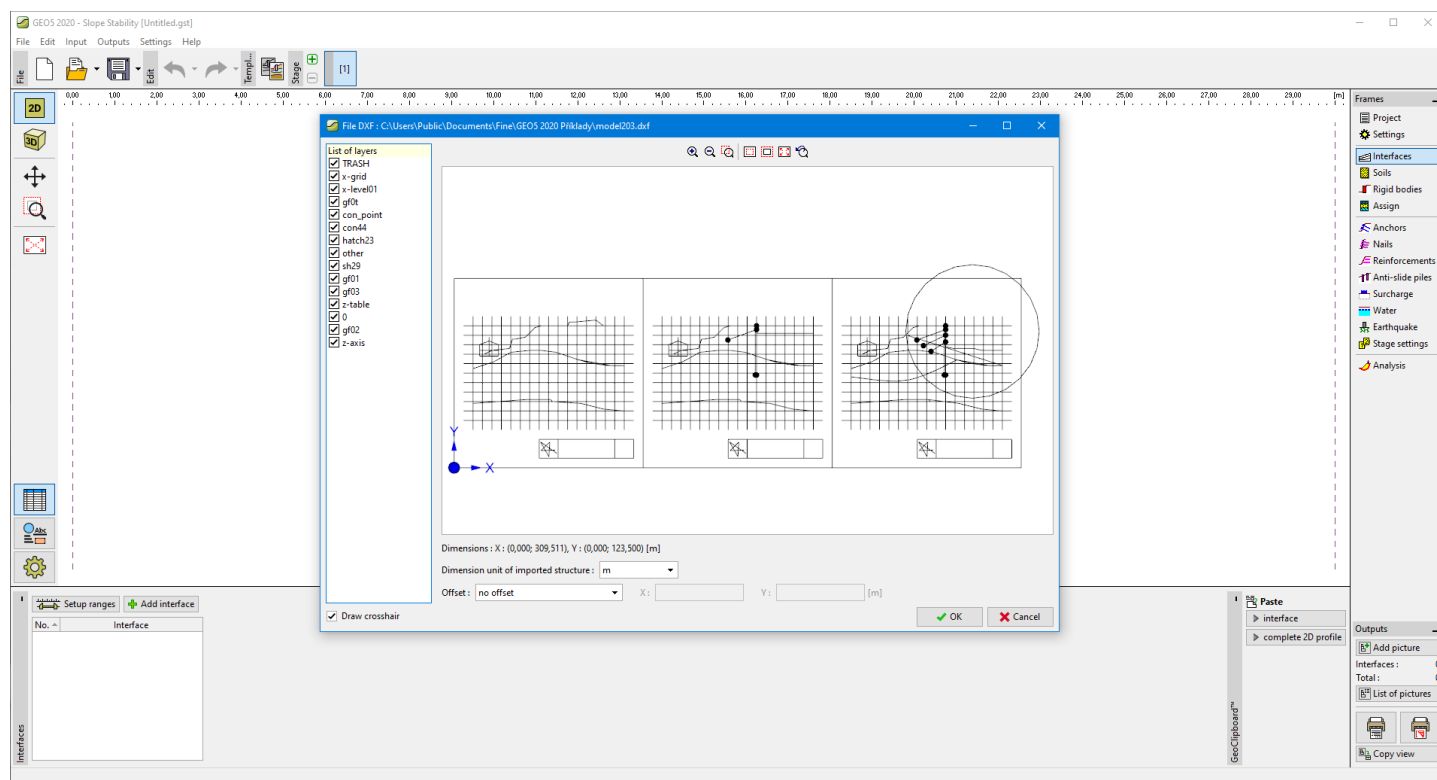 GEO5 2020 - Slope Stability [Untitled.gst]
File Edit Input Outputs Settings Help
File
Edit
Templ...
Stage
[1]
0,00 1,00 2,00 3,00 4,00 5,00 6,00 7,00 8,00 9,00 10,00 11,00 12,00 13,00 14,00 15,00 16,00 17,00 18,00 19,00 20,00 21,00 22,00 23,00 24,00 25,00 26,00 27,00 28,00 29,00 [m]
2D
3D
File DXF : C:\Users\Public\Documents\Fine\GEO5 2020 Příklady\model203.dxf
List of layers
TRASH
x-grid
x-level01
gf0t
con_point
con44
hatch23
other
sh29
gf01
gf03
z-table
0
gf02
z-axis
Y
X
Dimensions : X : (0,000; 309,511), Y : (0,000; 123,500) [m]
Dimension unit of imported structure : m
Offset : no offset X : Y : [m]
Draw crosshair
OK
Cancel
Frames
Project
Settings
Interfaces
Soils
Rigid bodies
Assign
Anchors
Nails
Reinforcements
Anti-slide piles
Surcharge
Water
Earthquake
Stage settings
Analysis
Abc
Setup ranges
Add interface
No.
Interface
Interfaces
Paste
interface
complete 2D profile
GeoClipboard™
Outputs
Add picture
Interfaces :
Total :
List of pictures
Copy view